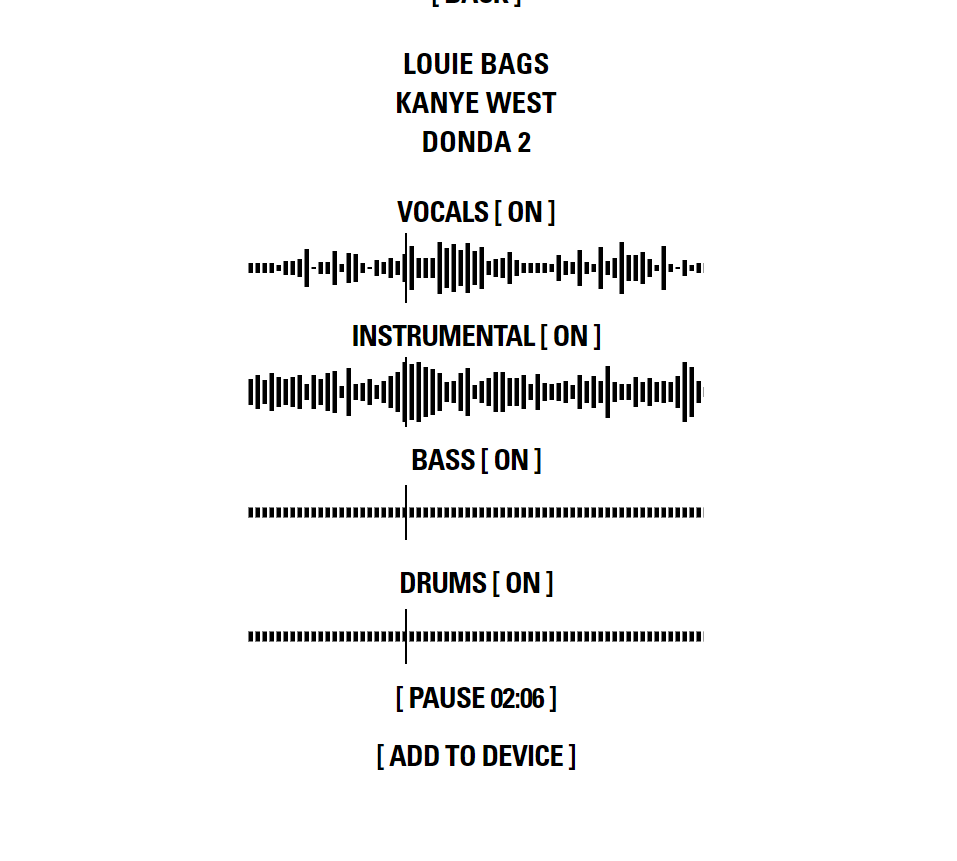 [ BACK ]
LOUIE BAGS
KANYE WEST
DONDA 2
VOCALS [ ON ]
INSTRUMENTAL [ ON ]
BASS [ ON ]
DRUMS [ ON ]
[ PAUSE 02:06 ]
[ ADD TO DEVICE ]